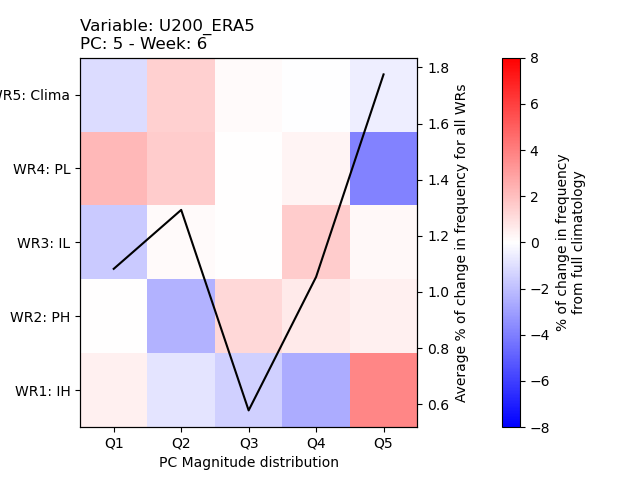 Variable: U200_ERA5
PC: 5 - Week: 6
WR5: Clima
WR4: PL
WR3: IL
WR2: PH
WR1: IH
Q1 Q2 Q3 Q4 Q5
PC Magnitude distribution
1.8
1.6
1.4
1.2
1.0
0.8
0.6
Average % of change in frequency for all WRs
8
6
4
2
0
−2
−4
−6
−8
% of change in frequency
from full climatology